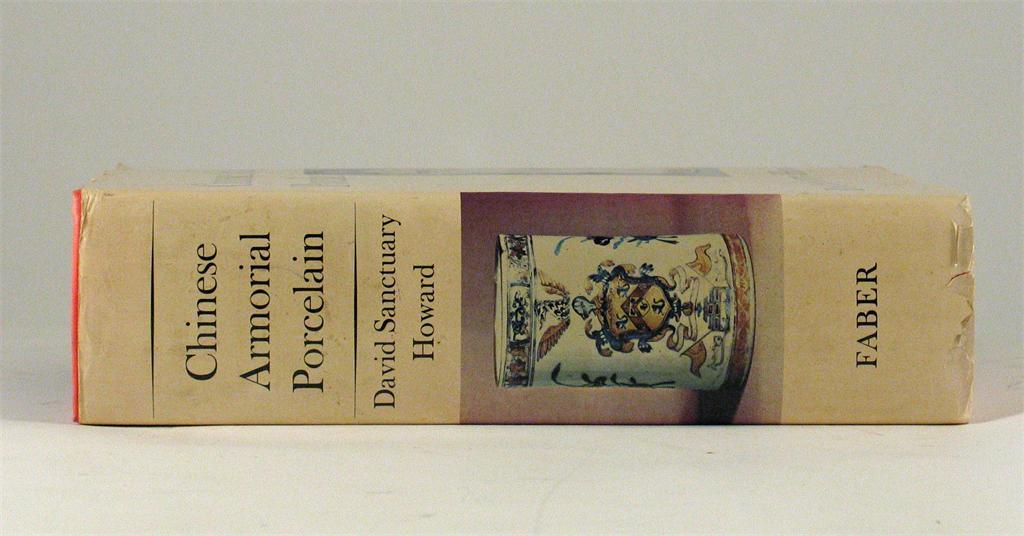 Chinese
Armorial
Porcelain
David Sanctuary
Howard
FABER